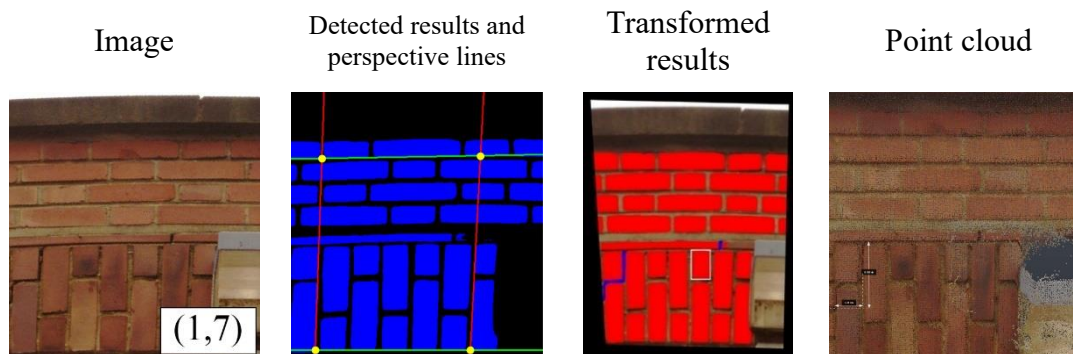 Image
Detected results and
perspective lines
Transformed
results
Point cloud
(1,7)